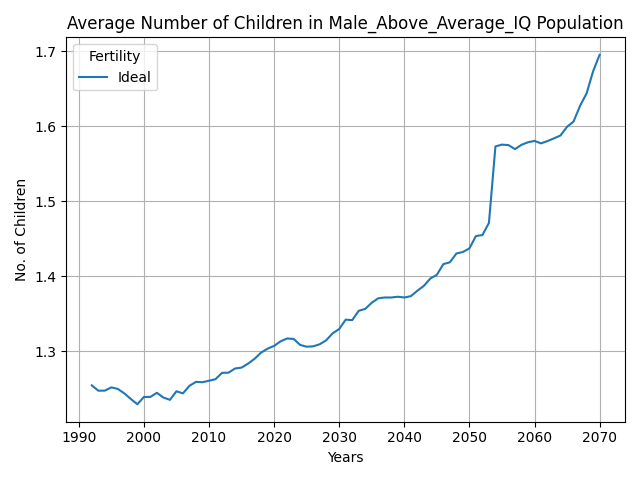 Average Number of Children in Male_Above_Average_IQ Population
Fertility
Ideal
No. of Children
1.7
1.6
1.5
1.4
1.3
1990 2000 2010 2020 2030 2040 2050 2060 2070
Years